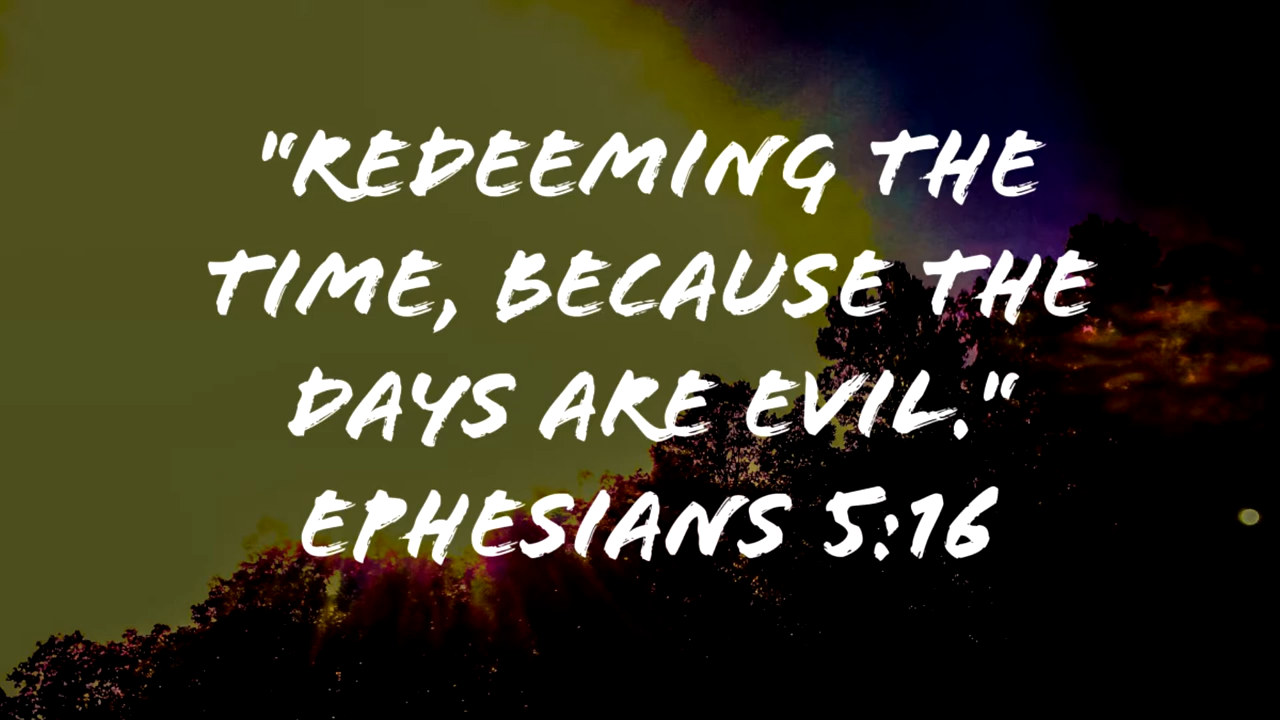 "REDEEMING THE
TIME, BECAUSE THE
DAYS ARE EVIL."
EPHESIANS 5:16